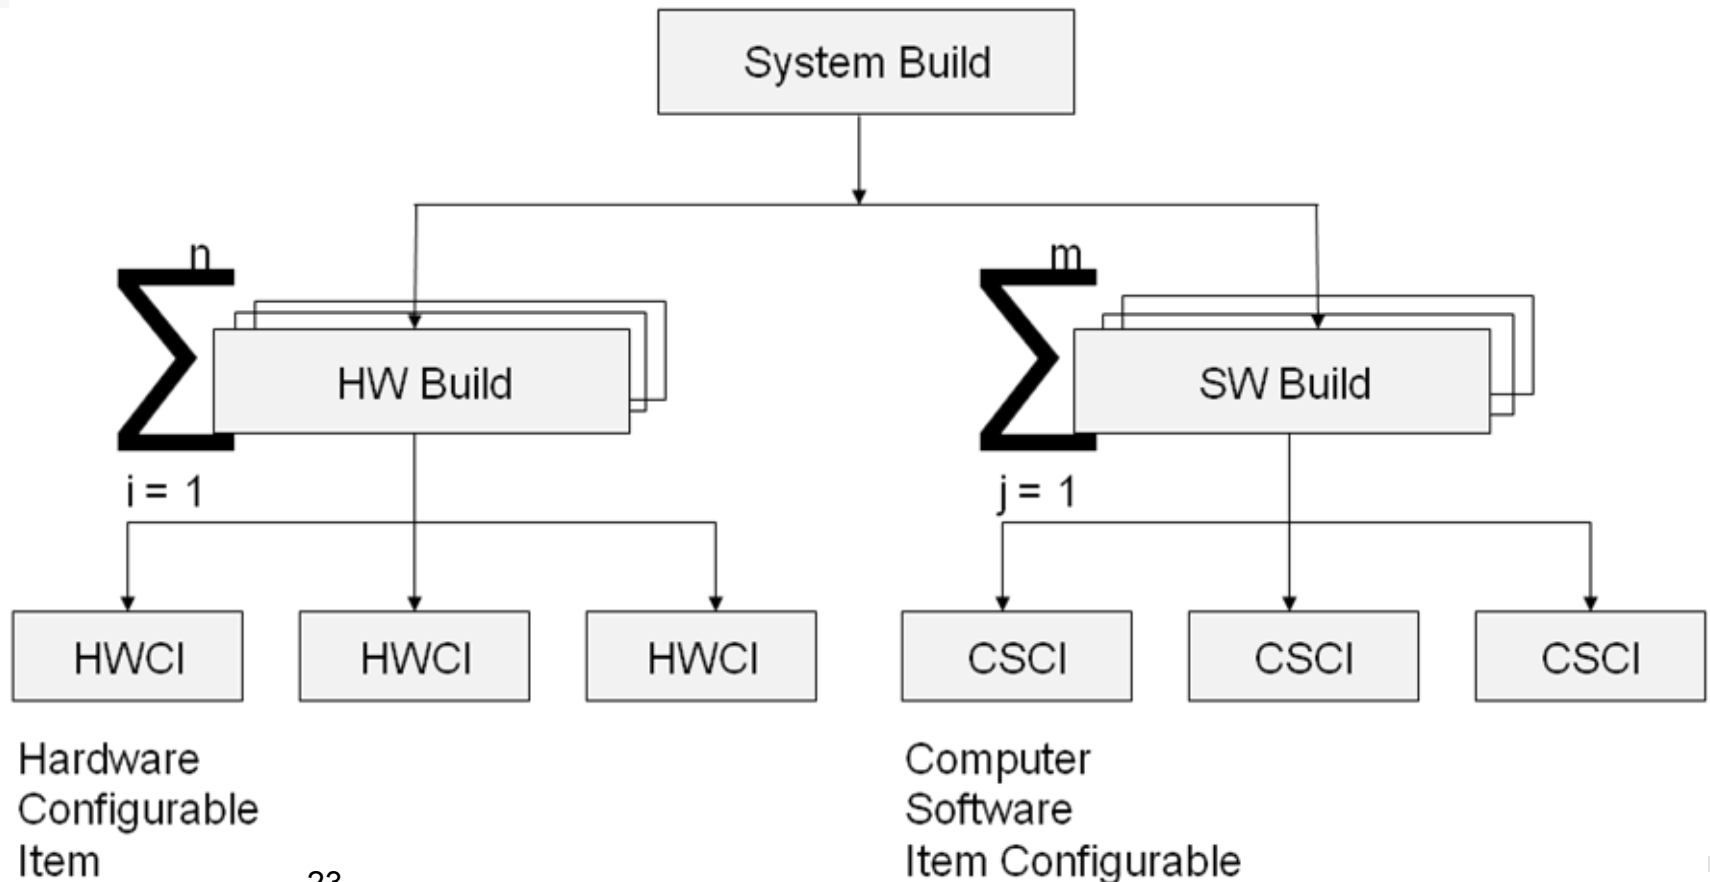 System Build
n
m
HW Build
SW Build
i = 1
j = 1
HWCI
HWCI
HWCI
CSCI
CSCI
CSCI
Hardware
Configurable
Item
Computer
Software
Item Configurable
23